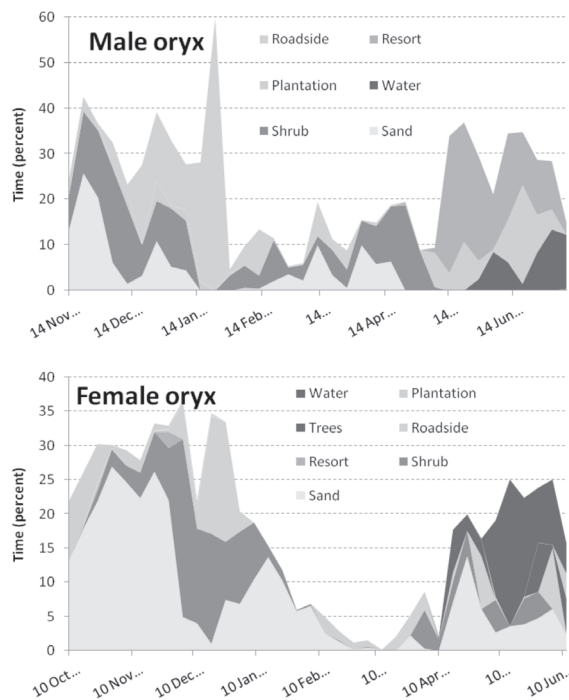 60
Male oryx
Roadside
Resort
50
Plantation
Water
40
Shrub
Sand
30
20
10
0
Time (percent)
14 Nov...
14 Dec...
14 Jan...
14 Feb...
14...
14 Apr...
14...
14 Jun...
40
Female oryx
Water
Plantation
35
Trees
Roadside
30
Resort
Shrub
25
Sand
20
15
10
5
0
Time (percent)
10 Oct...
10 Nov...
10 Dec...
10 Jan...
10 Feb...
10...
10 Apr...
10...
10 Jun...